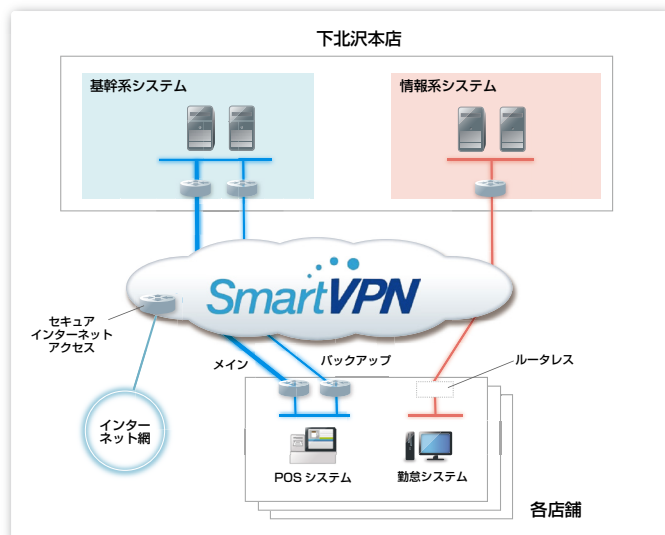 下北沢本店
基幹系システム
情報系システム
SmartVPN
セキュア
インターネット
アクセス
メイン
バックアップ
ルータレス
インター
ネット網
POS システム
勤怠システム
各店舗